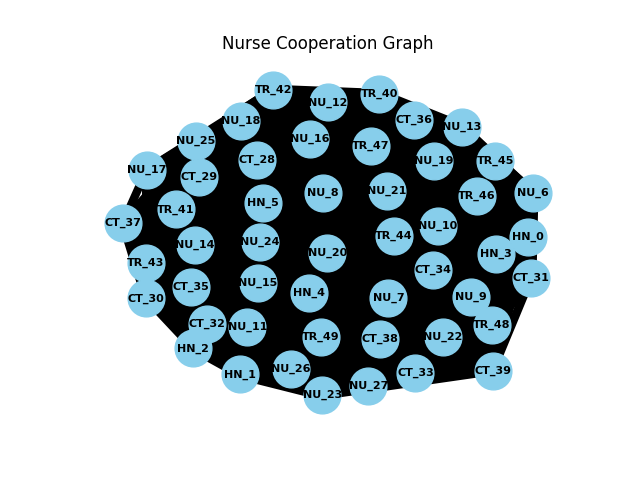 Nurse Cooperation Graph
TR_42
TR_40
NU_12
NU_18
CT_36
NU_13
NU_25
NU_16
TR_47
CT_28
NU_19
TR_45
NU_17
CT_29
NU_8
NU_21
TR_46
NU_6
TR_41
HN_5
CT_37
NU_14
NU_24
NU_20
TR_44
NU_10
HN_0
HN_3
TR_43
CT_34
CT_31
CT_30
CT_35
NU_15
HN_4
NU_7
NU_9
CT_32
NU_11
TR_49
CT_38
NU_22
TR_48
HN_2
HN_1
NU_26
CT_33
CT_39
NU_23
NU_27